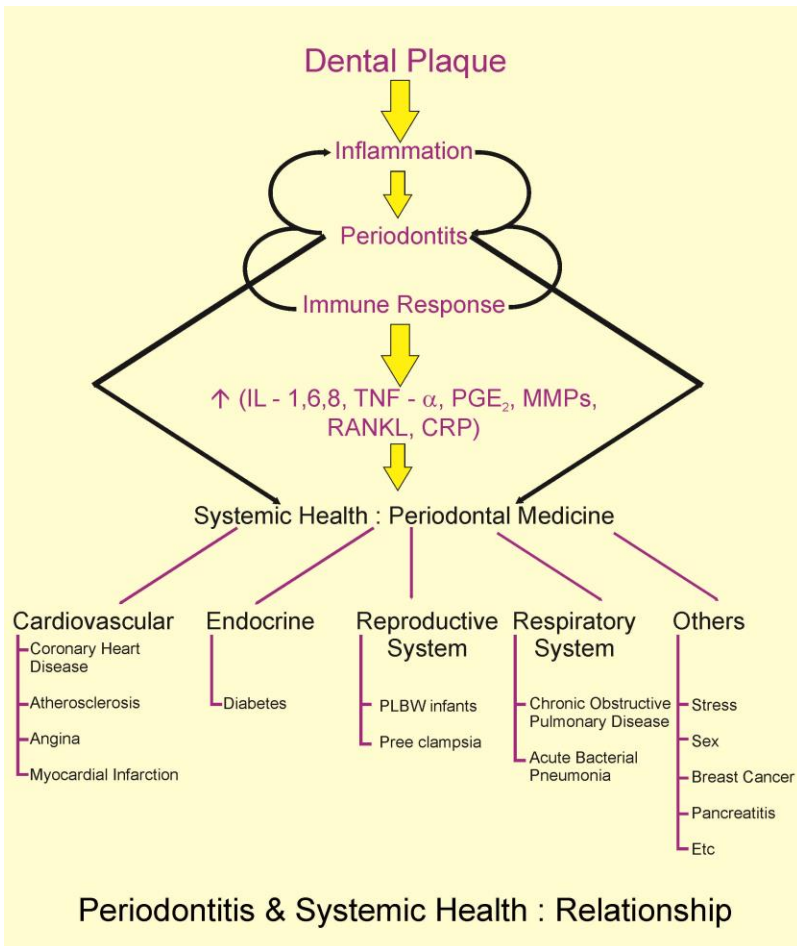 Dental Plaque
Inflammation
Periodontits
Immune Response
↑ (IL - 1,6,8, TNF - α, PGE₂, MMPs,
RANKL, CRP)
Systemic Health : Periodontal Medicine
Cardiovascular
Coronary Heart
Disease
Atherosclerosis
Angina
Myocardial Infarction
Endocrine
Diabetes
Reproductive
System
PLBW infants
Pree clampsia
Respiratory
System
Chronic Obstructive
Pulmonary Disease
Acute Bacterial
Pneumonia
Others
Stress
Sex
Breast Cancer
Pancreatitis
Etc
Periodontitis & Systemic Health : Relationship